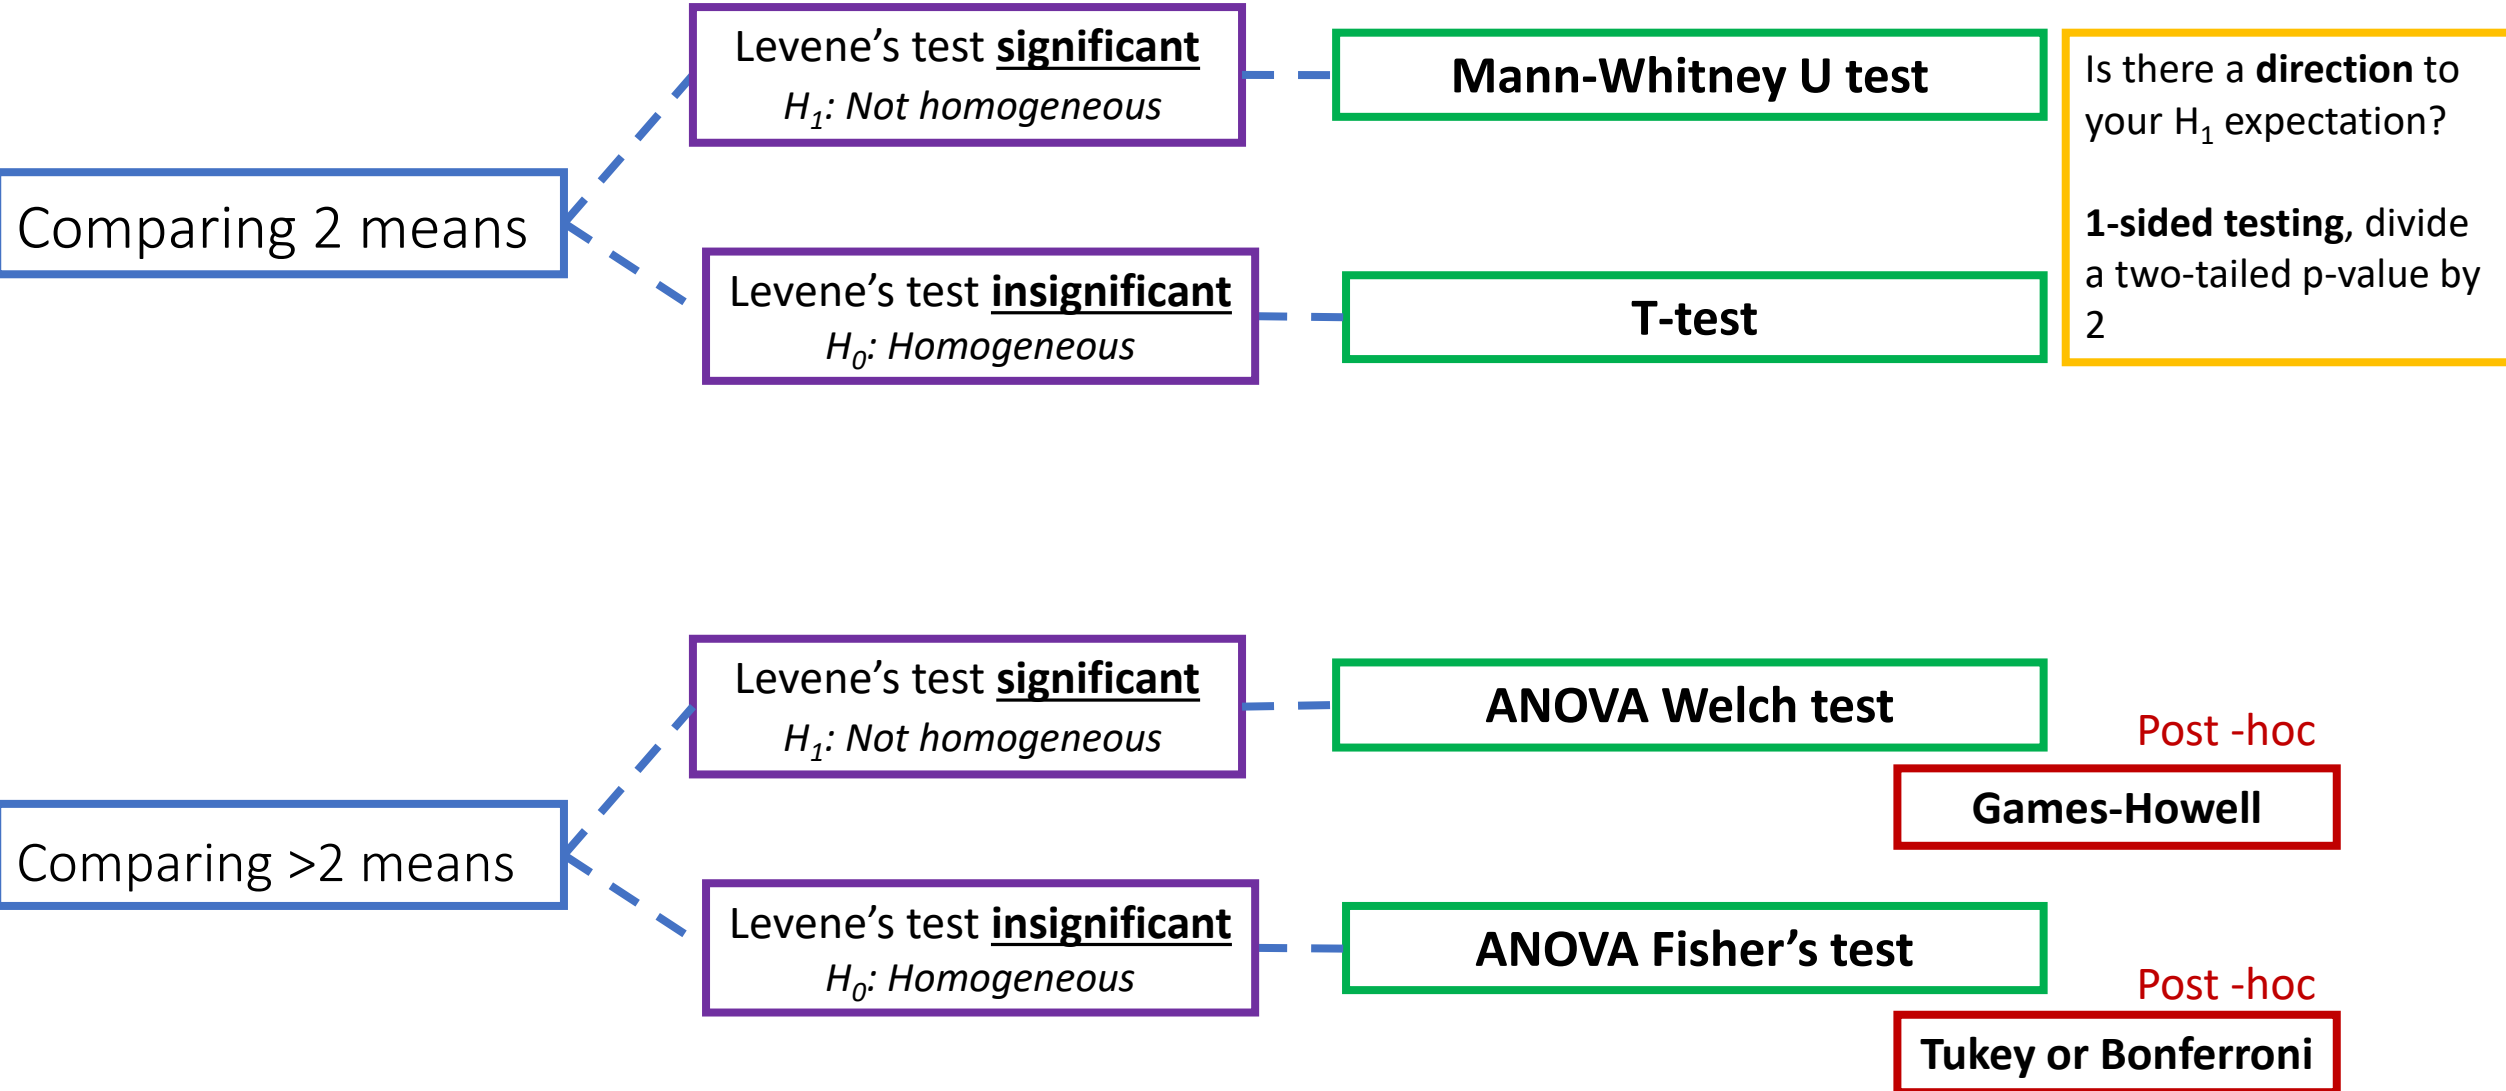 Levene’s test significant
H₁: Not homogeneous
Mann-Whitney U test
Is there a direction to
your H₁ expectation?
1-sided testing, divide
a two-tailed p-value by
2
Comparing 2 means
Levene’s test insignificant
H₀: Homogeneous
T-test
Levene’s test significant
H₁: Not homogeneous
ANOVA Welch test
Post -hoc
Games-Howell
Comparing >2 means
Levene’s test insignificant
H₀: Homogeneous
ANOVA Fisher’s test
Post -hoc
Tukey or Bonferroni